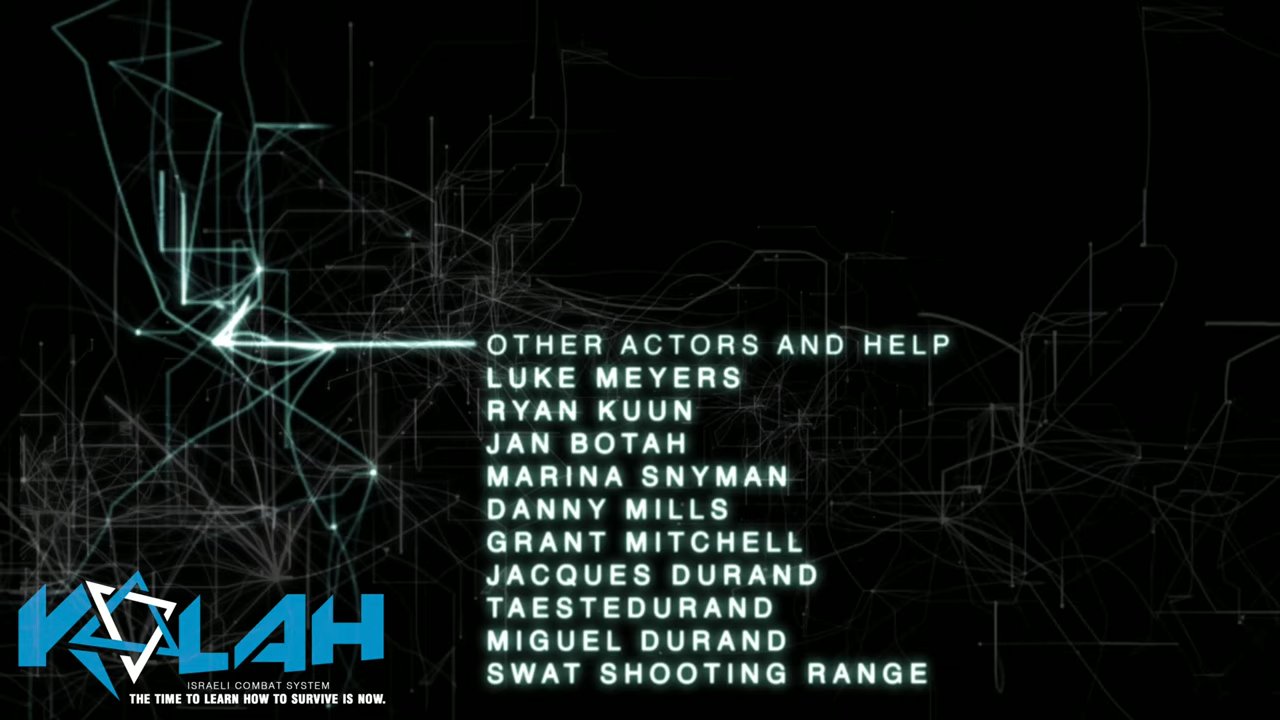 OTHER ACTORS AND HELP
LUKE MEYERS
RYAN KUUN
JAN BOTAH
MARINA SNYMAN
DANNY MILLS
GRANT MITCHELL
JACQUES DURAND
TAESTEDURAND
MIGUEL DURAND
SWAT SHOOTING RANGE
KOLAH
ISRAELI COMBAT SYSTEM
THE TIME TO LEARN HOW TO SURVIVE IS NOW.